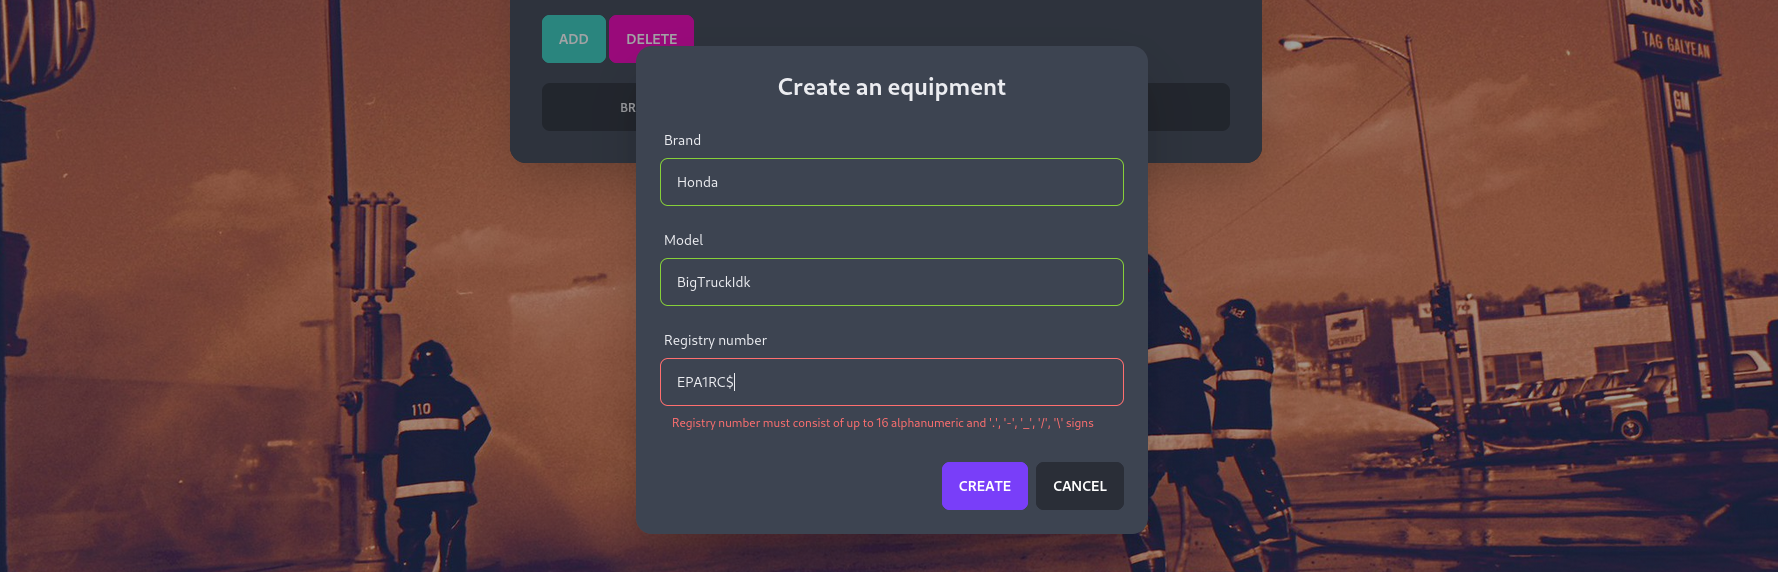 ADD DELETE
BR
Create an equipment
Brand
Honda
Model
BigTruckIdk
Registry number
EPA1RC$
Registry number must consist of up to 16 alphanumeric and '.', '-', '_', '/', '\' signs
CREATE CANCEL
TRUCKS
TAG GALYEAN
GM
CHEVROLET
110